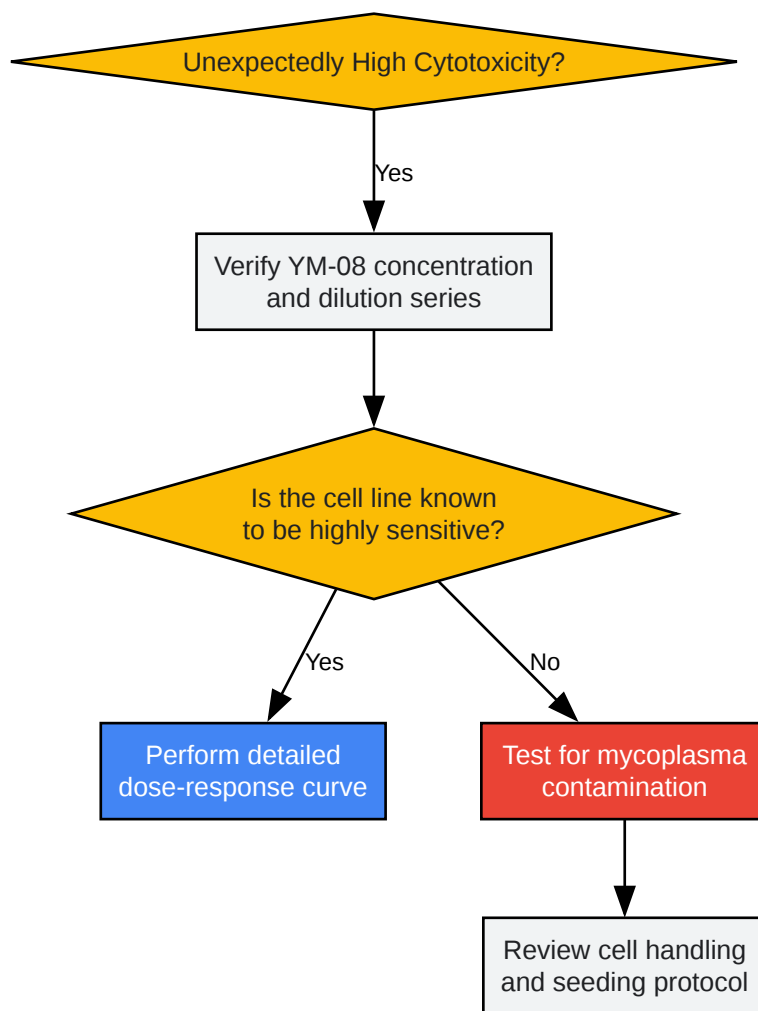 Unexpectedly High Cytotoxicity?
Yes
Verify YM-08 concentration
and dilution series
Is the cell line known
to be highly sensitive?
Yes
No
Perform detailed
dose-response curve
Test for mycoplasma
contamination
Review cell handling
and seeding protocol